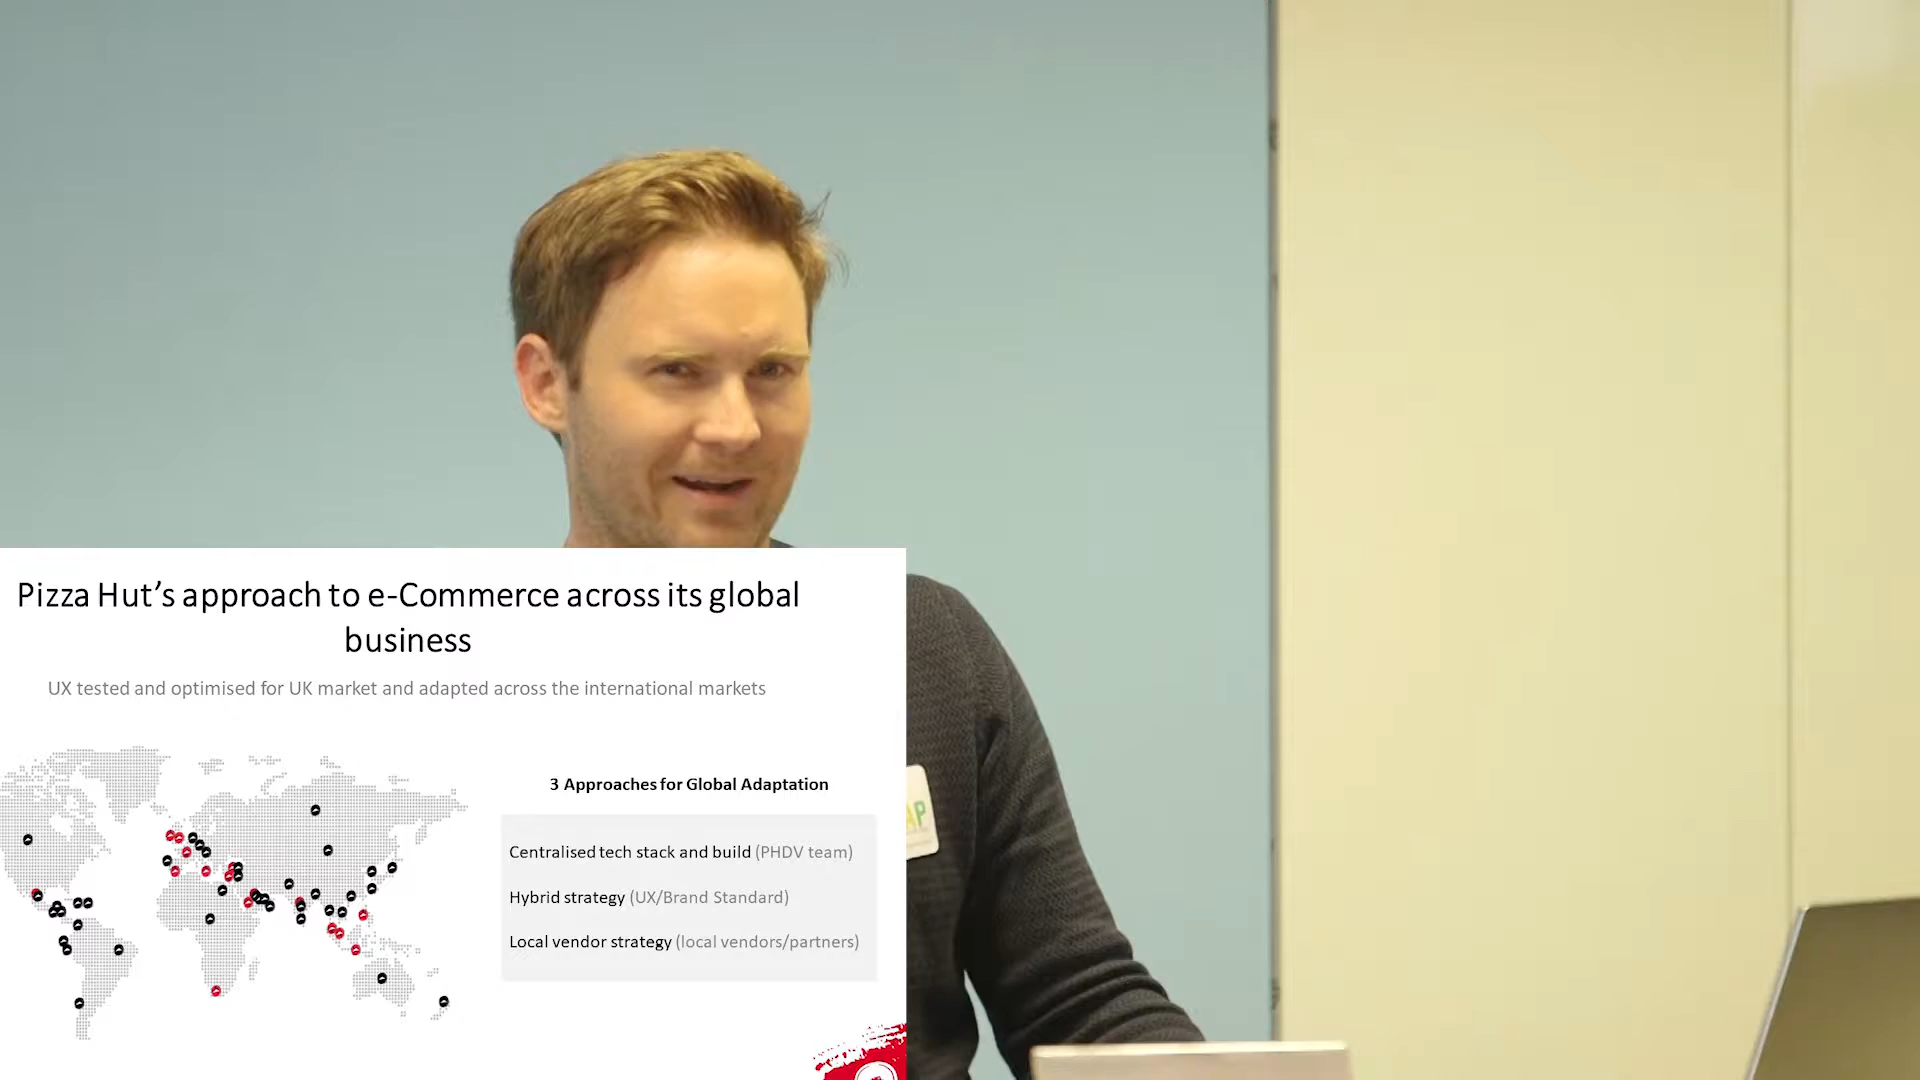 Pizza Hut's approach to e-Commerce across its global
business
UX tested and optimised for UK market and adapted across the international markets
3 Approaches for Global Adaptation
Centralised tech stack and build (PHDV team)
Hybrid strategy (UX/Brand Standard)
Local vendor strategy (local vendors/partners)